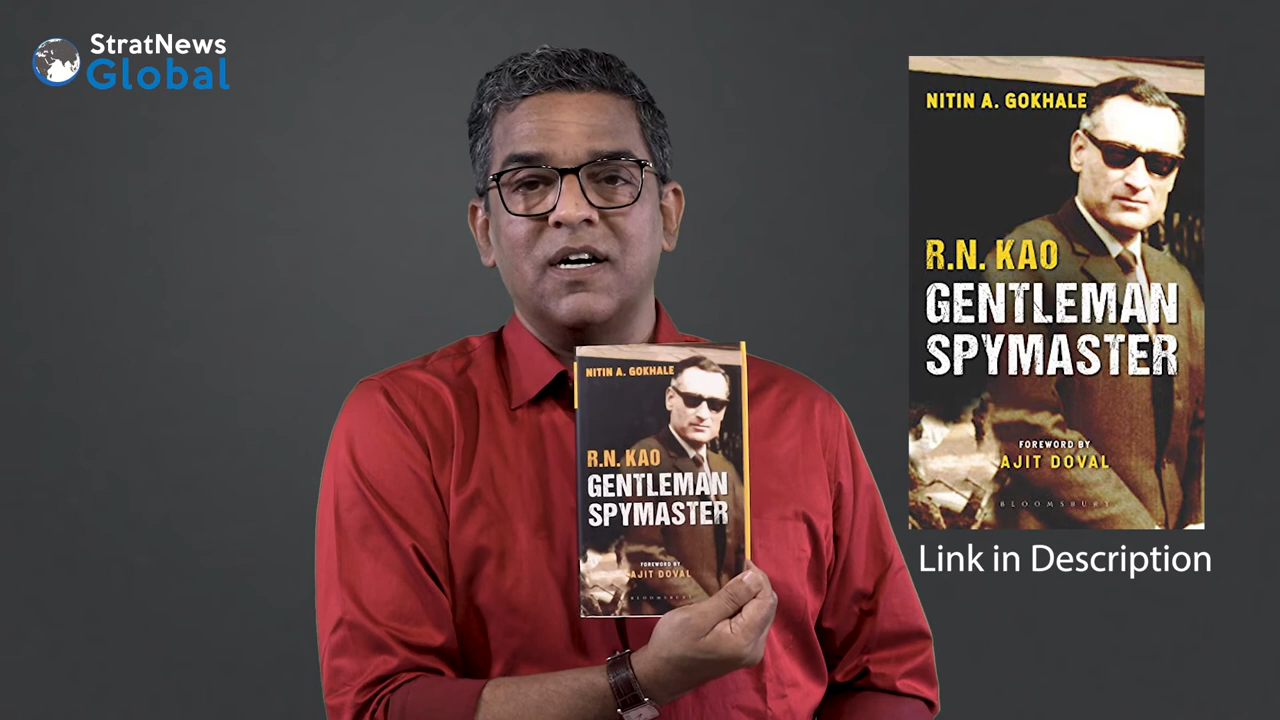 StratNews
Global
NITIN A. GOKHALE
R.N. KAO
GENTLEMAN
SPYMASTER
FOREWORD BY
AJIT DOVAL
BLOOMSBURY
NITIN A. GOKHALE
R.N. KAO
GENTLEMAN
SPYMASTER
FOREWORD BY
AJIT DOVAL
BLOOMSBURY
Link in Description